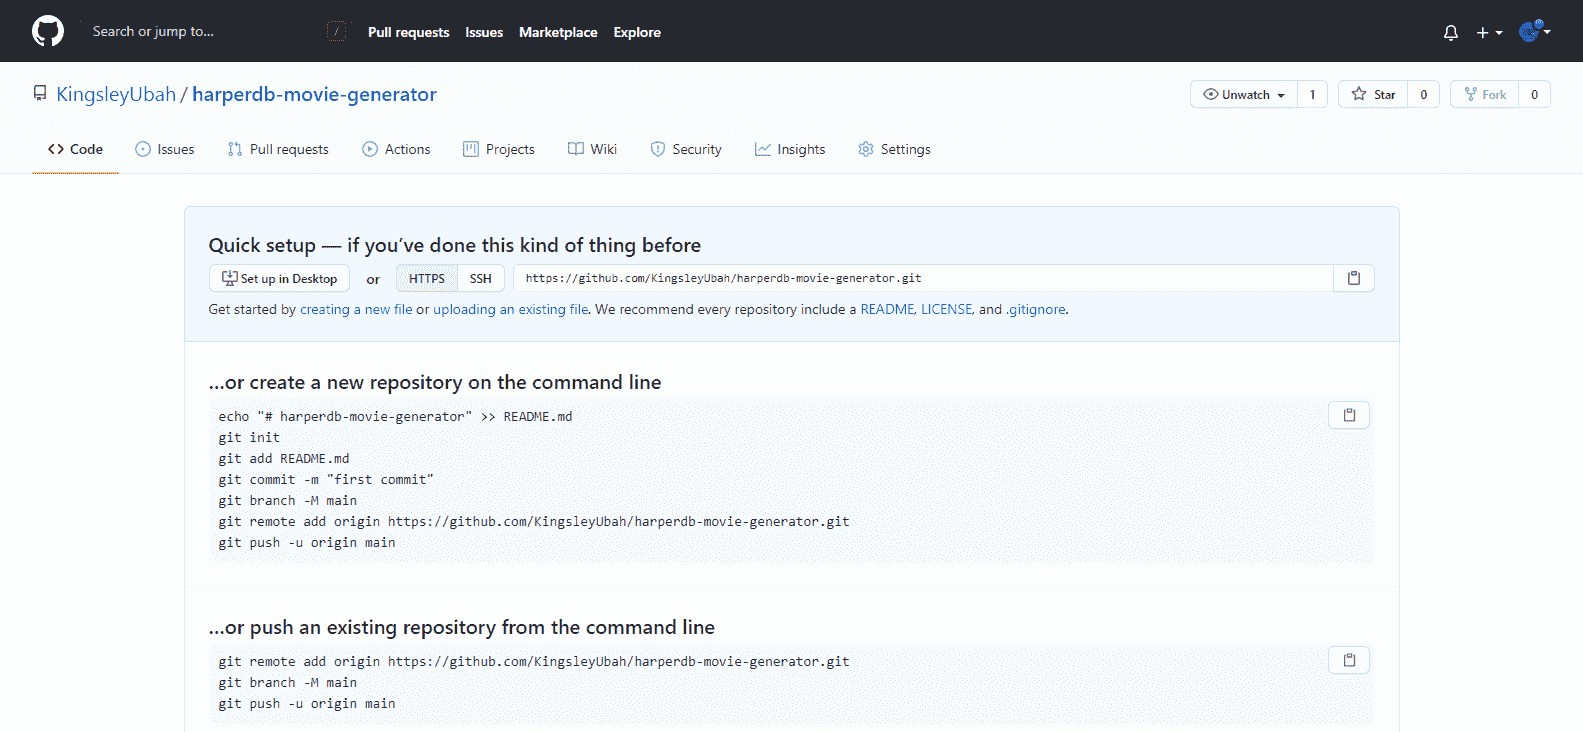 Search or jump to... / Pull requests Issues Marketplace Explore
KingsleyUbah / harperdb-movie-generator Unwatch 1 Star 0 Fork 0
Code Issues Pull requests Actions Projects Wiki Security Insights Settings
Quick setup — if you’ve done this kind of thing before
Set up in Desktop or HTTPS SSH https://github.com/KingsleyUbah/harperdb-movie-generator.git
Get started by creating a new file or uploading an existing file. We recommend every repository include a README, LICENSE, and .gitignore.
…or create a new repository on the command line
echo "# harperdb-movie-generator" >> README.md
git init
git add README.md
git commit -m "first commit"
git branch -M main
git remote add origin https://github.com/KingsleyUbah/harperdb-movie-generator.git
git push -u origin main
…or push an existing repository from the command line
git remote add origin https://github.com/KingsleyUbah/harperdb-movie-generator.git
git branch -M main
git push -u origin main